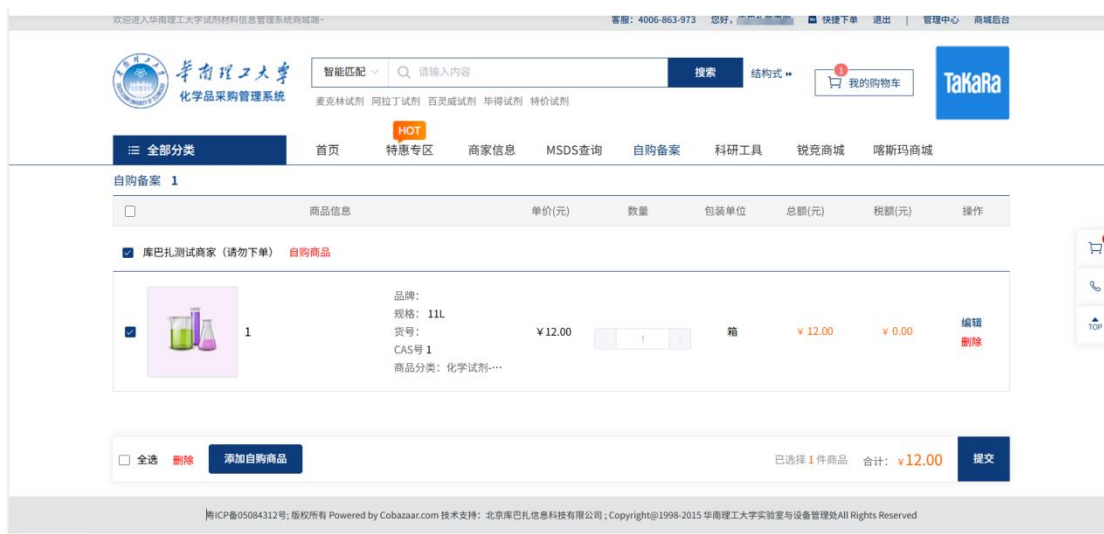 欢迎进入华南理工大学试剂材料信息管理系统商城端~ 客服：4006-863-973 您好， 快捷下单 退出 | 管理中心 商城后台
华南理工大学
化学品采购管理系统
智能匹配 请输入内容 搜索 结构式 1 我的购物车 TaKaRa
麦克林试剂 阿拉丁试剂 百灵威试剂 毕得试剂 特价试剂
HOT
全部分类 首页 特惠专区 商家信息 MSDS查询 自购备案 科研工具 锐竞商城 喀斯玛商城
自购备案 1
商品信息 单价(元) 数量 包装单位 总额(元) 税额(元) 操作
库巴扎测试商家（请勿下单） 自购商品
品牌：
规格： 11L
1 货号： ¥12.00 - 1 + 箱 ¥ 12.00 ¥ 0.00 编辑
删除
CAS号 1
商品分类： 化学试剂-…
TOP
全选 删除 添加自购商品 已选择 1 件商品 合计： ¥12.00 提交
粤ICP备05084312号; 版权所有 Powered by Cobazaar.com 技术支持： 北京库巴扎信息科技有限公司 ; Copyright@1998-2015 华南理工大学实验室与设备管理处All Rights Reserved